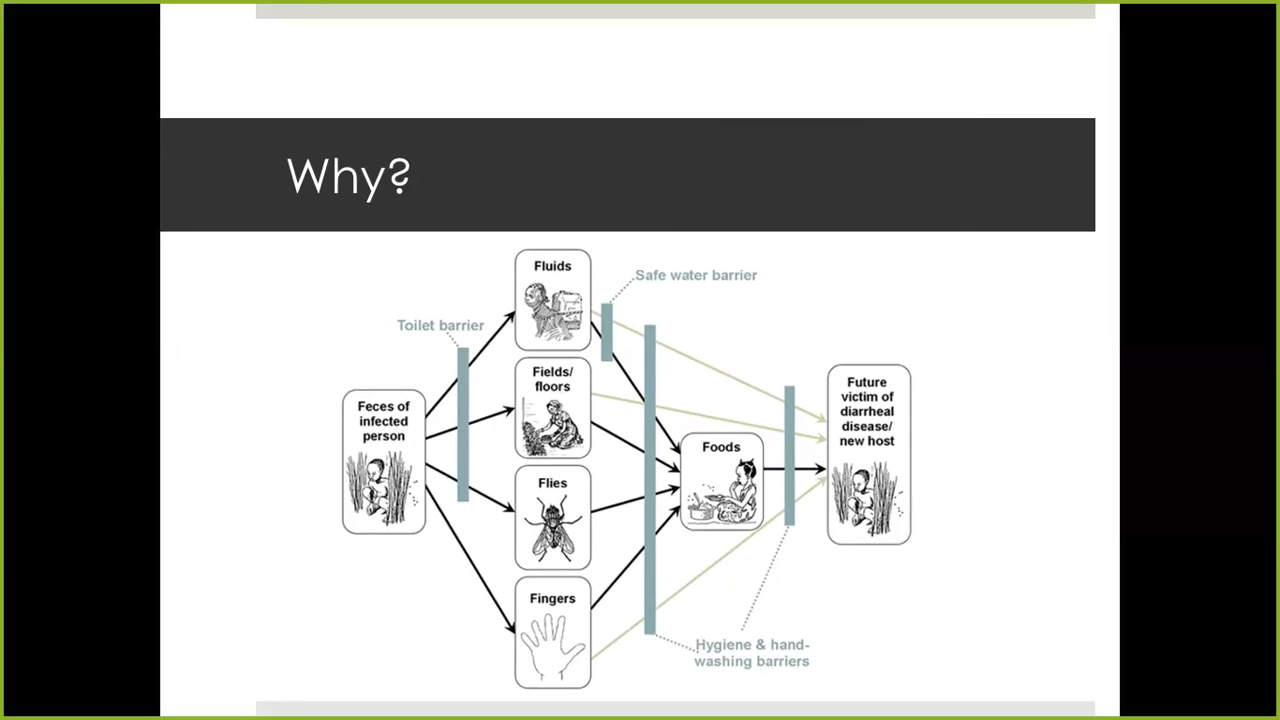 Why?
Fluids
Safe water barrier
Toilet barrier
Fields/
floors
Feces of
infected
person
Flies
Fingers
Foods
Future
victim of
diarrheal
disease/
new host
Hygiene & hand-
washing barriers